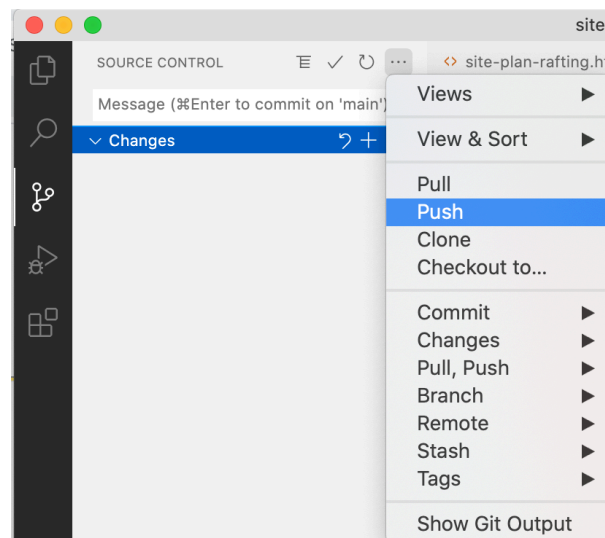 site
SOURCE CONTROL
site-plan-rafting.h
Message (⌘Enter to commit on 'main')
Changes
Views
View & Sort
Pull
Push
Clone
Checkout to...
Commit
Changes
Pull, Push
Branch
Remote
Stash
Tags
Show Git Output